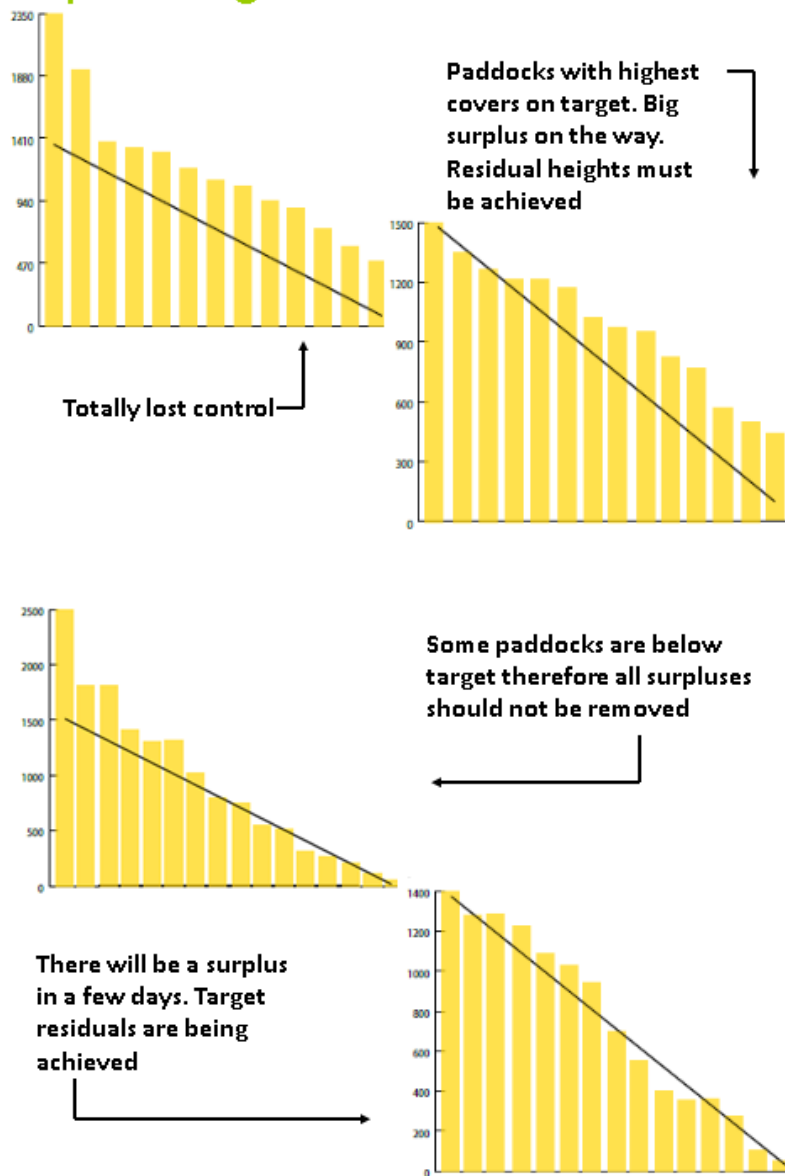 2350
1880
1410
940
470
0
Totally lost control
Paddocks with highest
covers on target. Big
surplus on the way.
Residual heights must
be achieved
1500
1200
900
600
300
0
2500
2000
1500
1000
500
0
Some paddocks are below
target therefore all surpluses
should not be removed
There will be a surplus
in a few days. Target
residuals are being
achieved
1400
1200
1000
800
600
400
200
0